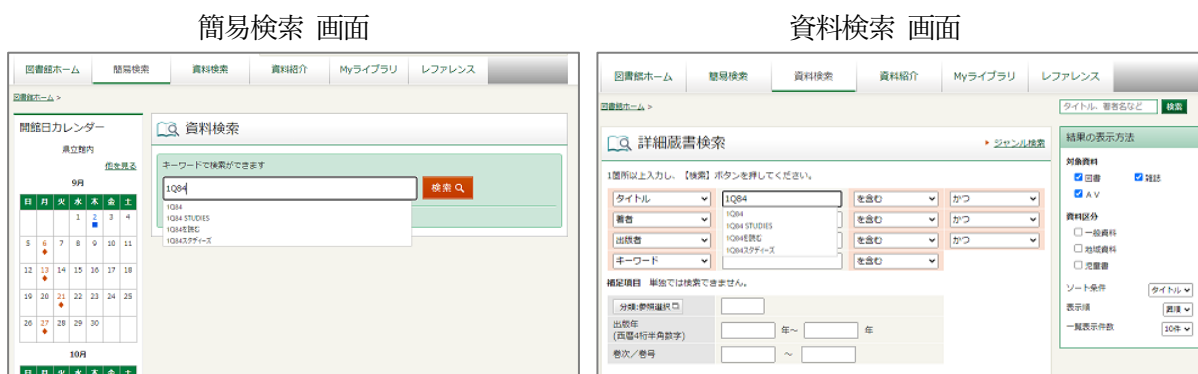 簡易検索 画面
図書館ホーム 簡易検索 資料検索 資料紹介 Myライブラリ レファレンス
図書館ホーム >
開館日カレンダー
県立館内
他を見る
9月
日 月 火 水 木 金 土
1 2 3 4
5 6 7 8 9 10 11
12 13 14 15 16 17 18
19 20 21 22 23 24 25
26 27 28 29 30
10月
日 月 火 水 木 金 土
資料検索
キーワードで検索ができます
1Q84 検索
1Q84
1Q84 STUDIES
1Q84を読む
1Q84スタディーズ
資料検索 画面
図書館ホーム 簡易検索 資料検索 資料紹介 Myライブラリ レファレンス
図書館ホーム >
タイトル、著者名など 検索
詳細蔵書検索
ジャンル検索
1箇所以上入力し、【検索】ボタンを押してください。
タイトル 1Q84 を含む かつ
著者 を含む かつ
出版者 を含む かつ
キーワード を含む
1Q84
1Q84 STUDIES
1Q84を読む
1Q84スタディーズ
補足項目 単独では検索できません。
分類:参照選択
出版年
(西暦4桁半角数字) 年～ 年
巻次／巻号 ～
結果の表示方法
対象資料
図書 雑誌
AV
資料区分
一般資料
地域資料
児童書
ソート条件 タイトル
表示順 昇順
一覧表示件数 10件